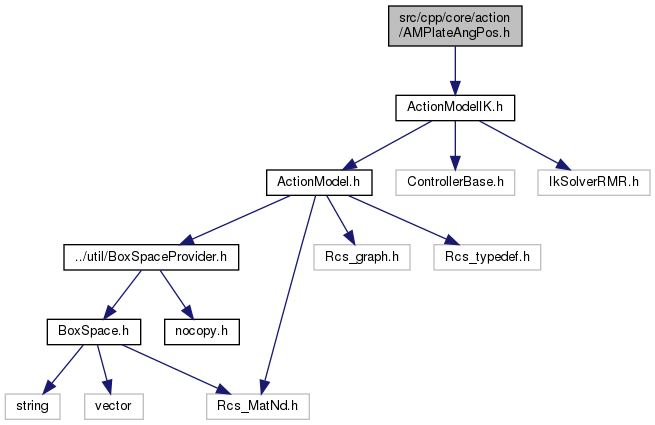 src/cpp/core/action
/AMPlateAngPos.h
ActionModelIK.h
ActionModel.h
ControllerBase.h
IkSolverRMR.h
../util/BoxSpaceProvider.h
Rcs_graph.h
Rcs_typedef.h
BoxSpace.h
nocopy.h
string
vector
Rcs_MatNd.h